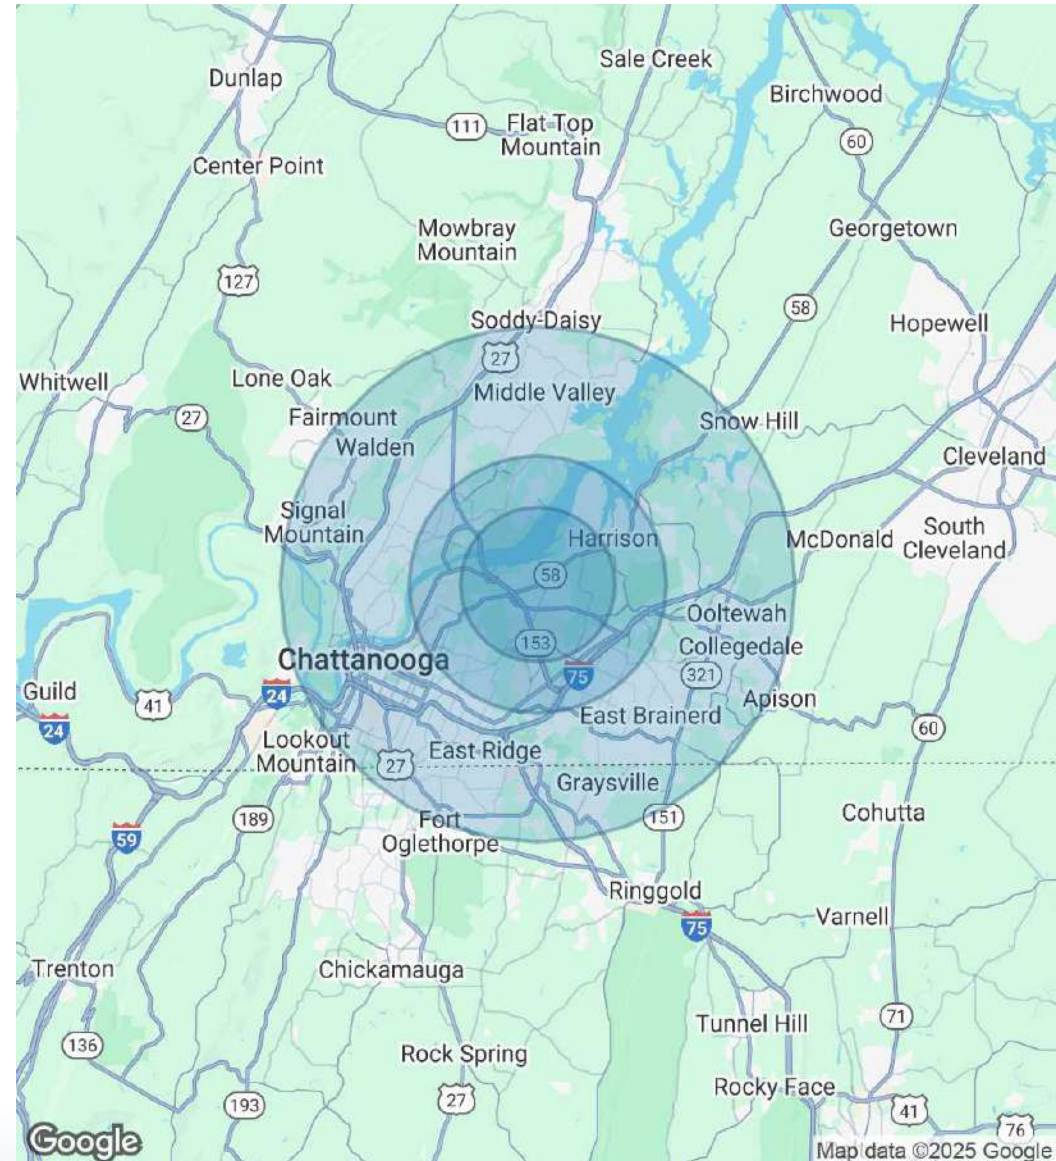 Sale Creek
Dunlap
Birchwood
111
Flat Top
Mountain
60
Center Point
Mowbray
Mountain
Georgetown
127
58
Soddy-Daisy
Hopewell
27
Whitwell
Lone Oak
Middle Valley
27
Fairmount
Snow Hill
Walden
Cleveland
Signal
Mountain
Harrison
McDonald
South
Cleveland
58
Ooltewah
153
Collegedale
Chattanooga
75
321
Guild
24
41
Apison
24
East Brainerd
60
Lookout
Mountain
East Ridge
27
Graysville
189
Fort
Oglethorpe
151
Cohutta
59
Ringgold
75
Varnell
Trenton
Chickamauga
71
Tunnel Hill
136
Rock Spring
Rocky Face
193
27
41
76
Google
Map data ©2025 Google